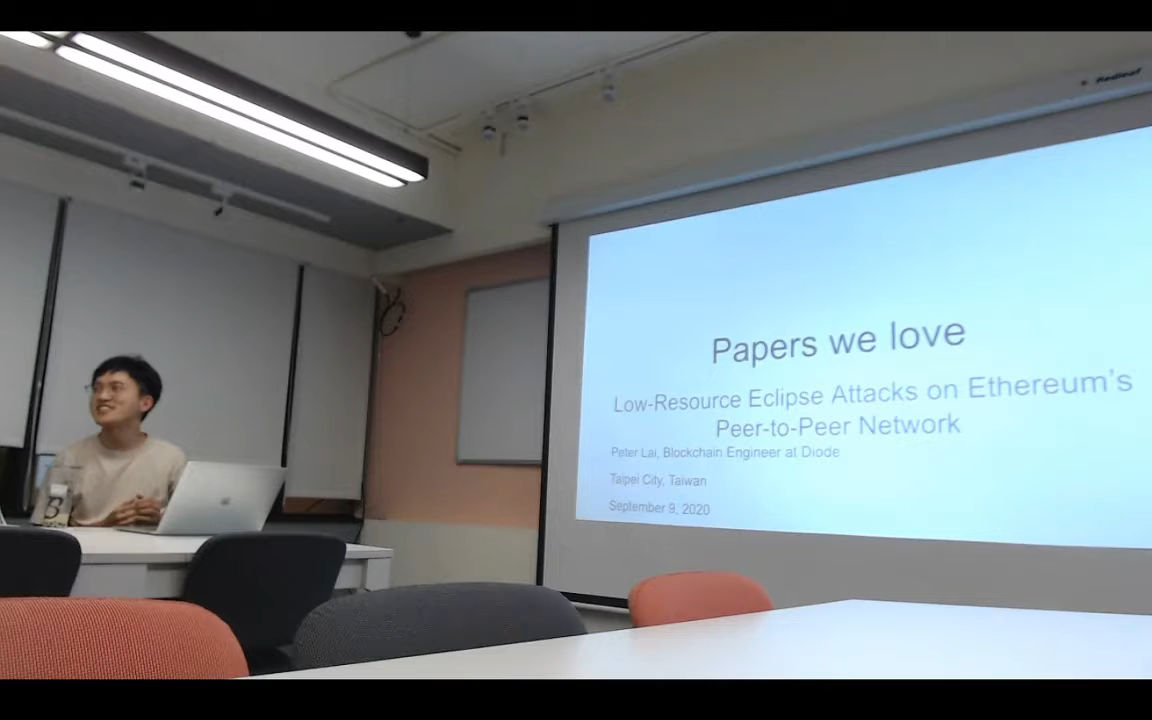 Redleaf
Papers we love
Low-Resource Eclipse Attacks on Ethereum's
Peer-to-Peer Network
Peter Lai, Blockchain Engineer at Diode
Taipei City, Taiwan
September 9, 2020
B